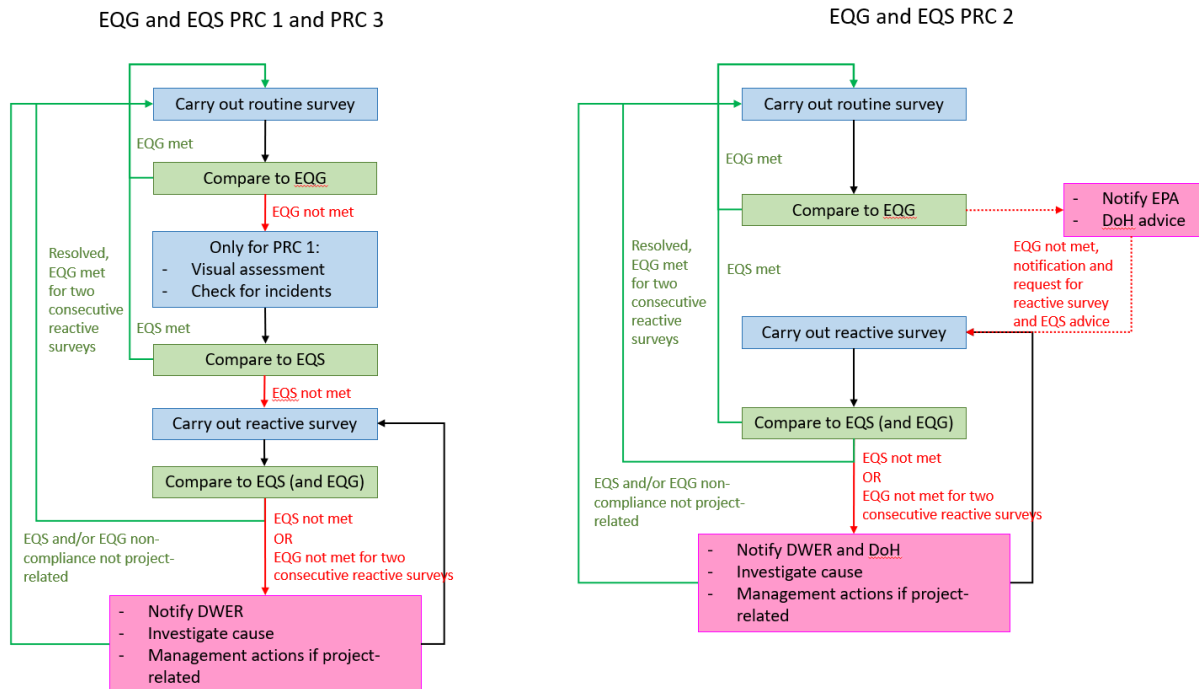 EQG and EQS PRC 1 and PRC 3
Carry out routine survey
EQG met
Compare to EQG
EQG not met
Only for PRC 1:
- Visual assessment
- Check for incidents
Resolved,
EQG met
for two
consecutive
reactive
surveys
EQS met
Compare to EQS
EQS not met
Carry out reactive survey
Compare to EQS (and EQG)
EQS not met
OR
EQG not met for two
consecutive reactive surveys
EQS and/or EQG non-
compliance not project-
related
- Notify DWER
- Investigate cause
- Management actions if project-
related
EQG and EQS PRC 2
Carry out routine survey
EQG met
Compare to EQG
- Notify EPA
- DoH advice
EQG not met,
notification and
request for
reactive survey
and EQS advice
Resolved,
EQG met
for two
consecutive
reactive
surveys
EQS met
Carry out reactive survey
Compare to EQS (and EQG)
EQS not met
OR
EQG not met for two
consecutive reactive surveys
EQS and/or EQG non-
compliance not project-
related
- Notify DWER and DoH
- Investigate cause
- Management actions if project-
related